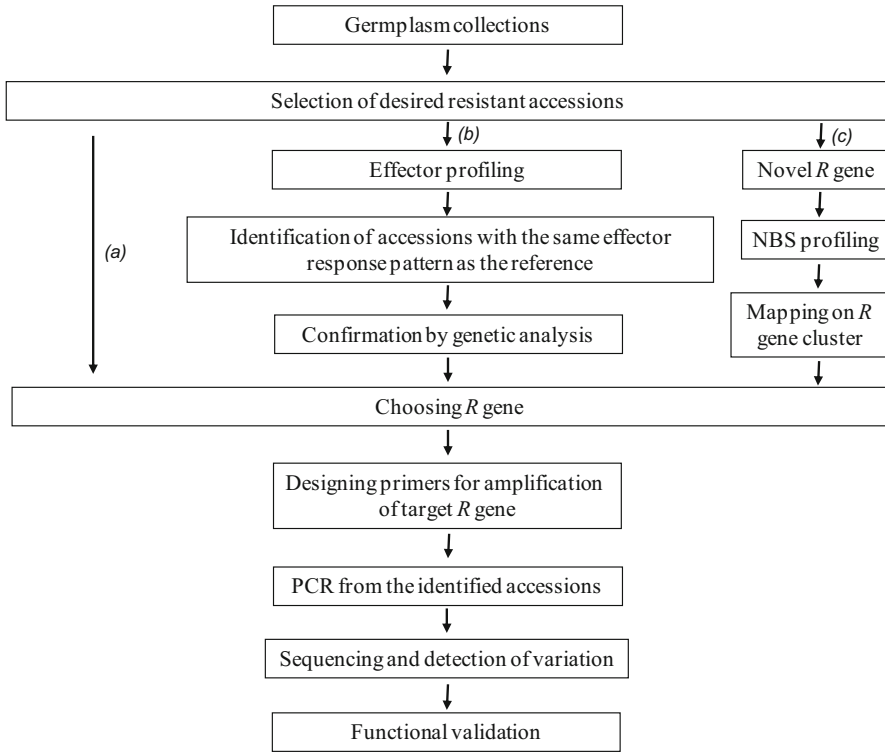 Germplasm collections
Selection of desired resistant accessions
(a)
(b)
Effector profiling
Identification of accessions with the same effector
response pattern as the reference
Confirmation by genetic analysis
(c)
Novel R gene
NBS profiling
Mapping on R
gene cluster
Choosing R gene
Designing primers for amplification
of target R gene
PCR from the identified accessions
Sequencing and detection of variation
Functional validation